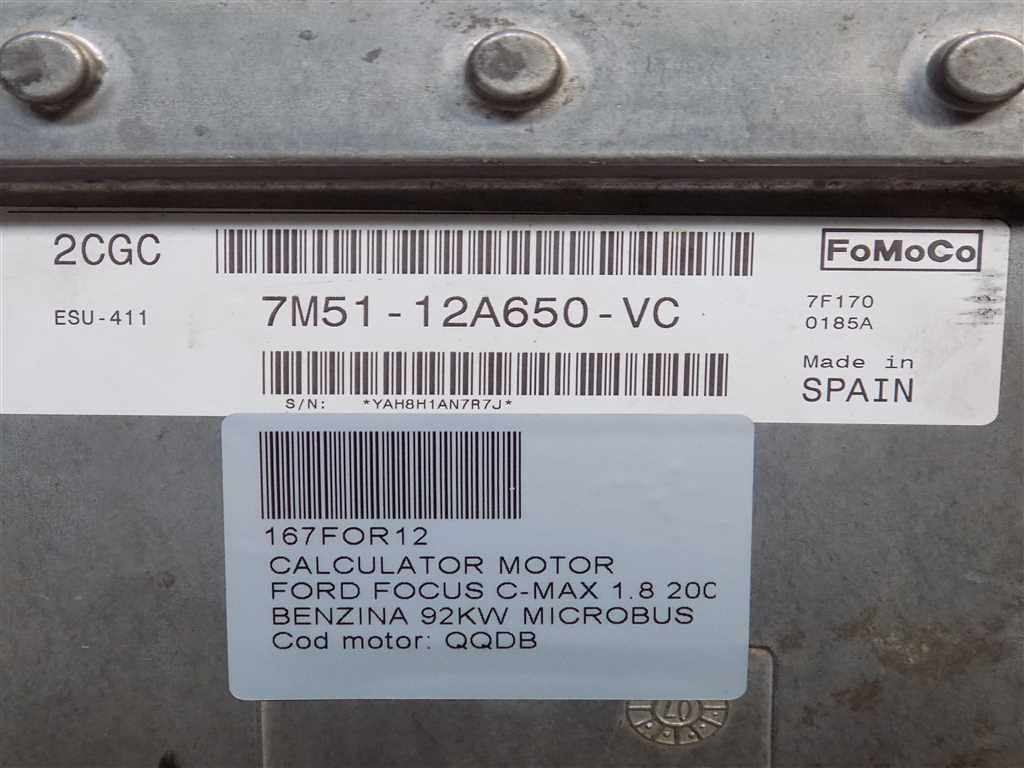 2CGC
FoMoCo
ESU-411
7M51-12A650-VC
7F170
0185A
Made in
SPAIN
S/N: *YAH8H1AN7R7J*
167FOR12
CALCULATOR MOTOR
FORD FOCUS C-MAX 1.8 200
BENZINA 92KW MICROBUS
Cod motor: QQDB
07